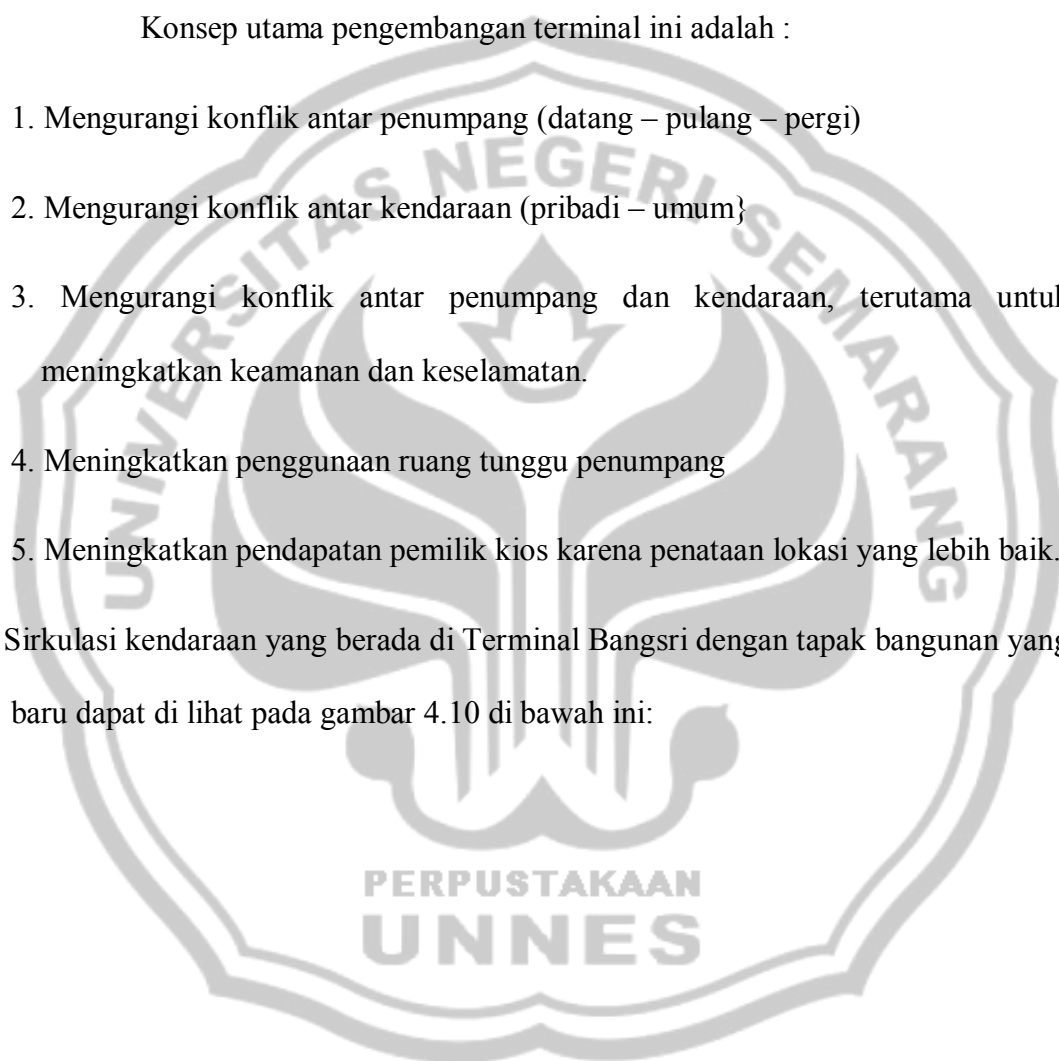 Konsep utama pengembangan terminal ini adalah :
1. Mengurangi konflik antar penumpang (datang – pulang – pergi)
2. Mengurangi konflik antar kendaraan (pribadi – umum}
3. Mengurangi konflik antar penumpang dan kendaraan, terutama untuk
meningkatkan keamanan dan keselamatan.
4. Meningkatkan penggunaan ruang tunggu penumpang
5. Meningkatkan pendapatan pemilik kios karena penataan lokasi yang lebih baik.
Sirkulasi kendaraan yang berada di Terminal Bangsri dengan tapak bangunan yang
baru dapat di lihat pada gambar 4.10 di bawah ini:
UNIVERSITAS NEGERI SEMARANG
PERPUSTAKAAN
UNNES